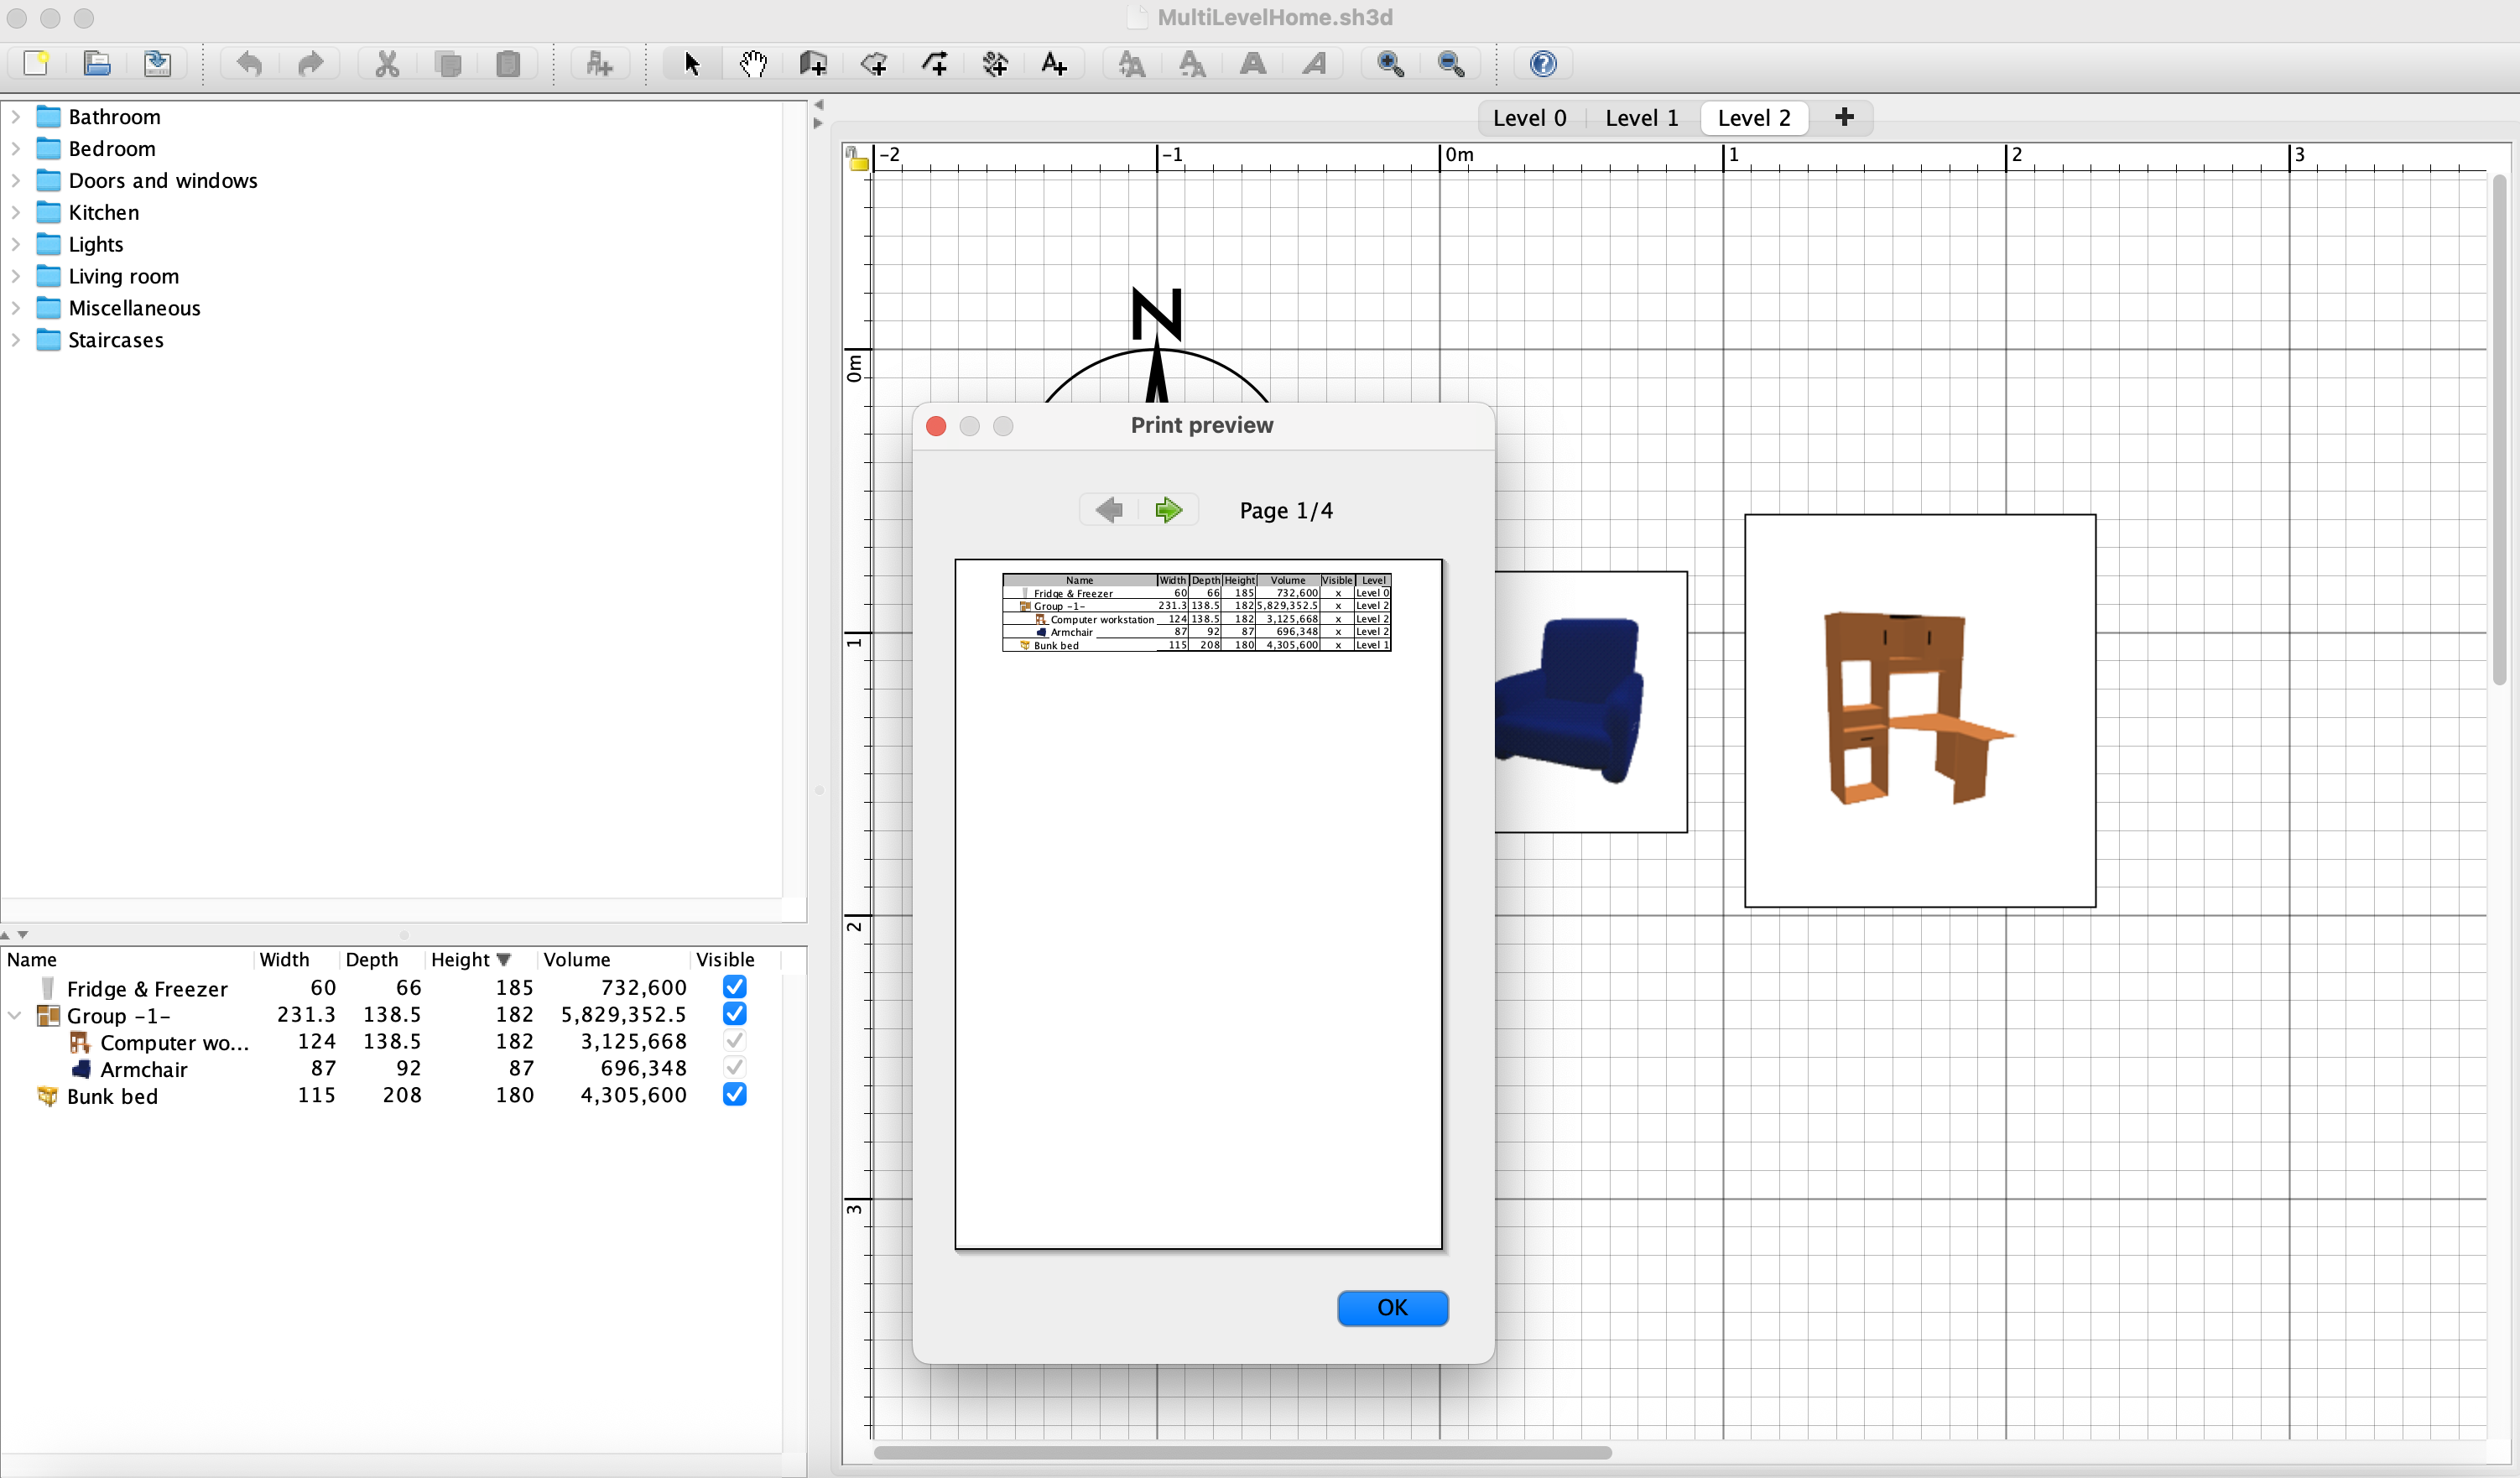 MultiLevelHome.sh3d
Bathroom
Bedroom
Doors and windows
Kitchen
Lights
Living room
Miscellaneous
Staircases
Name Width Depth Height Volume Visible
Fridge & Freezer 60 66 185 732,600
Group -1- 231.3 138.5 182 5,829,352.5
Computer wo... 124 138.5 182 3,125,668
Armchair 87 92 87 696,348
Bunk bed 115 208 180 4,305,600
Level 0 Level 1 Level 2 +
-2 -1 0m 1 2 3
0m
1
2
3
N
Print preview
Page 1/4
Name Width Depth Height Volume Visible Level
Fridge & Freezer 60 66 185 732,600 x Level 0
Group -1- 231.3 138.5 182 5,829,352.5 x Level 2
Computer workstation 124 138.5 182 3,125,668 x Level 2
Armchair 87 92 87 696,348 x Level 2
Bunk bed 115 208 180 4,305,600 x Level 1
OK